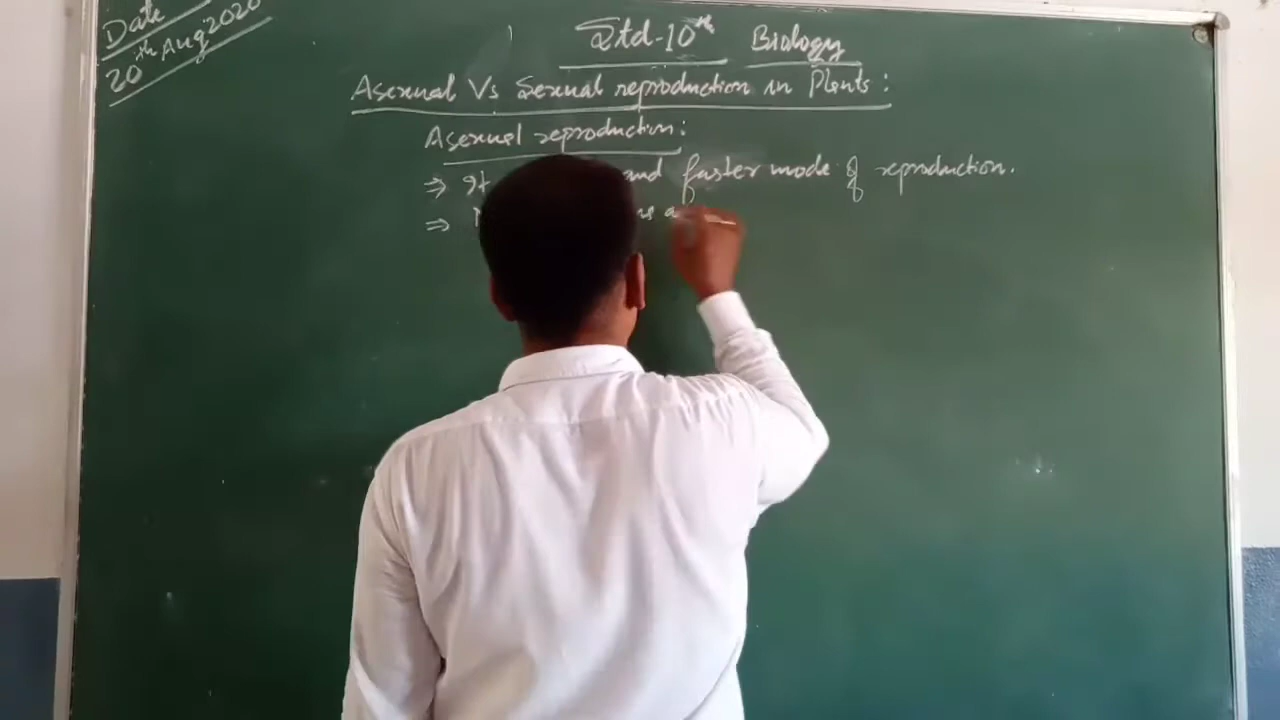 Date
20th Aug 2020
Std-10th Biology
Asexual Vs Sexual reproduction in Plants:
Asexual reproduction:
⇒ It and faster mode of reproduction.
⇒